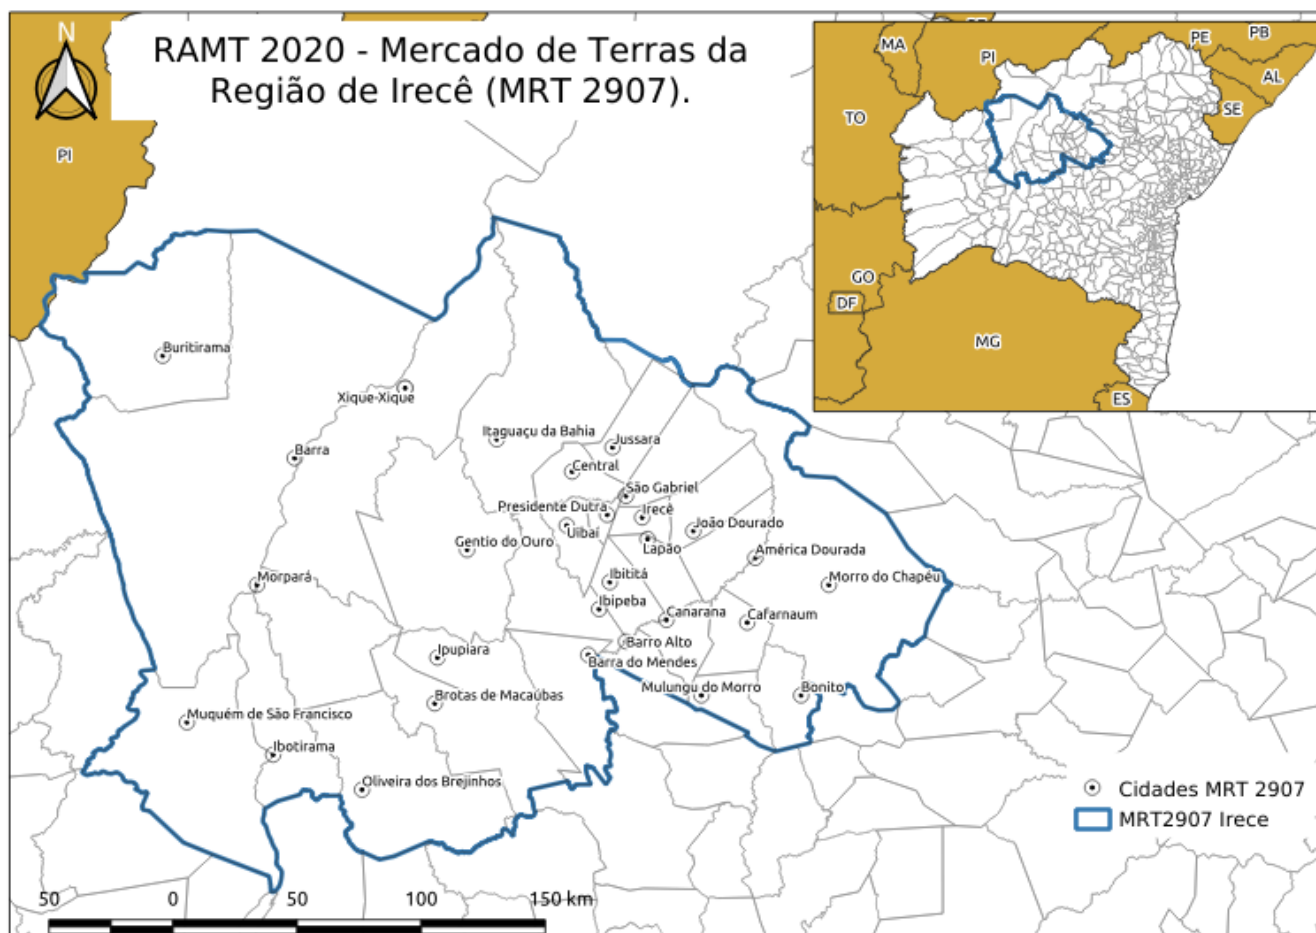 N
RAMT 2020 - Mercado de Terras da
Região de Irecê (MRT 2907).
PI
MA
PI
PE
PB
AL
SE
TO
GO
DF
MG
ES
Buritirama
Xique-Xique
Itaguaçu da Bahia
Jussara
Barra
Central
São Gabriel
Presidente Dutra
Irecê
João Dourado
Uibaí
Gentio do Ouro
Lapão
América Dourada
Ibititá
Morro do Chapéu
Morpará
Ibipeba
Canarana
Cafarnaum
Barro Alto
Ipupiara
Barra do Mendes
Mulungu do Morro
Bonito
Brotas de Macaúbas
Muquém de São Francisco
Ibotirama
Oliveira dos Brejinhos
Cidades MRT 2907
MRT2907 Irece
50 0 50 100 150 km